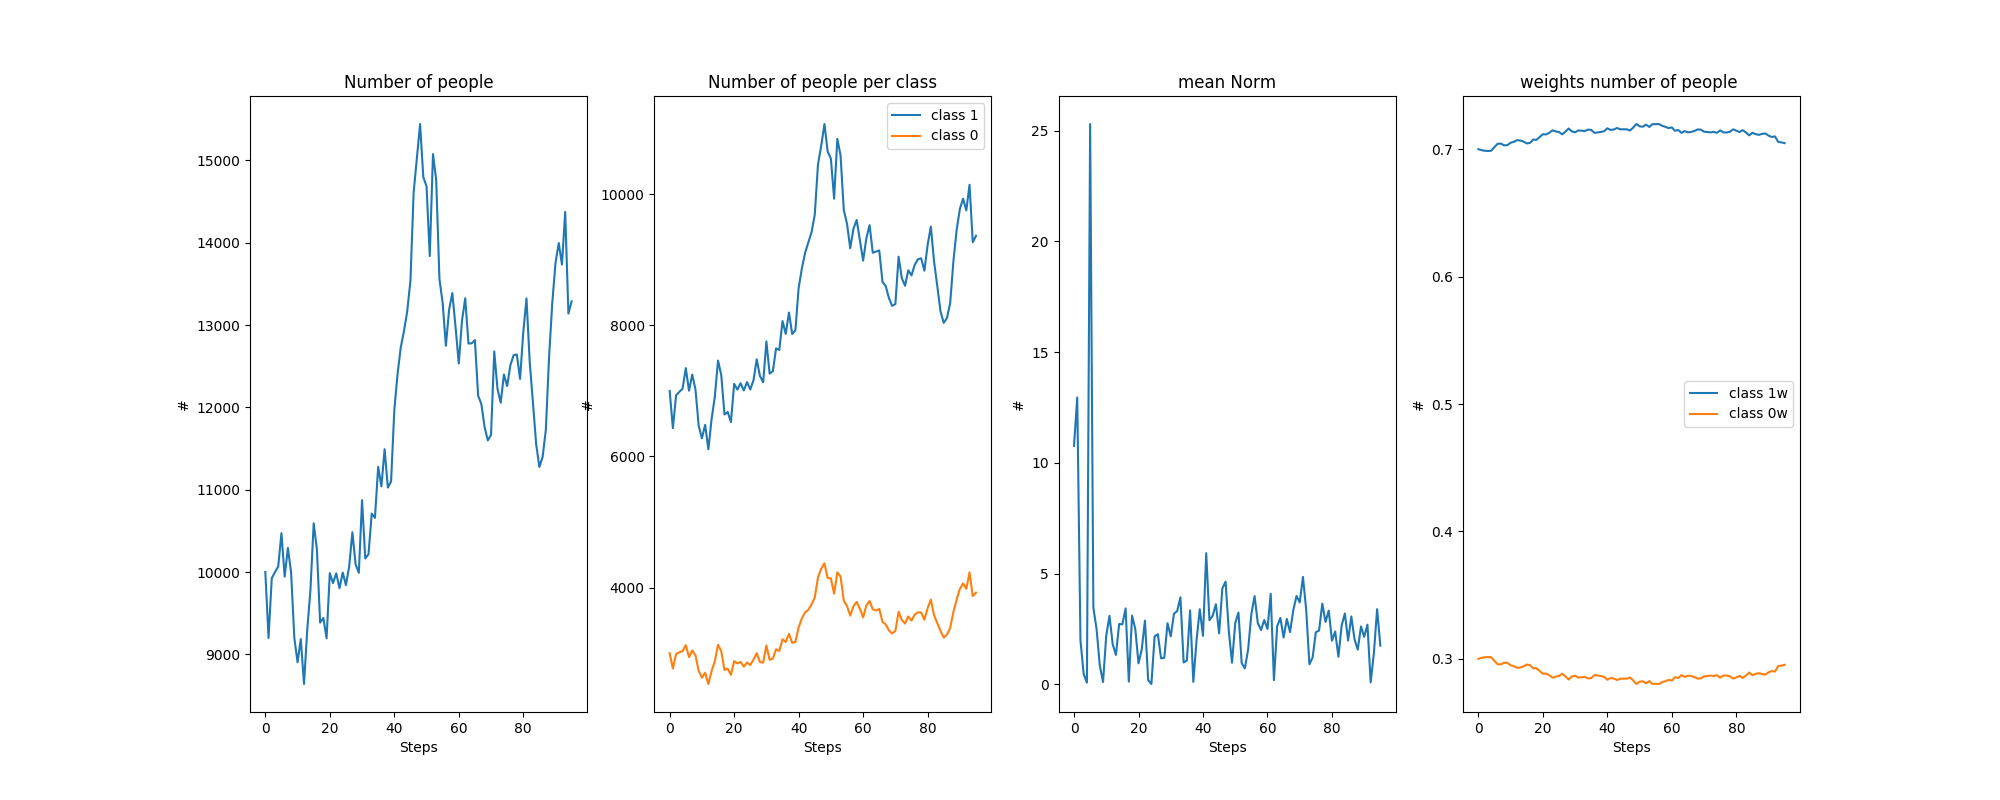 Number of people
15000
14000
13000
12000
11000
10000
9000
#
0 20 40 60 80
Steps
Number of people per class
class 1
class 0
10000
8000
6000
4000
#
0 20 40 60 80
Steps
mean Norm
25
20
15
10
5
0
#
0 20 40 60 80
Steps
weights number of people
0.7
0.6
0.5
0.4
0.3
#
class 1w
class 0w
0 20 40 60 80
Steps